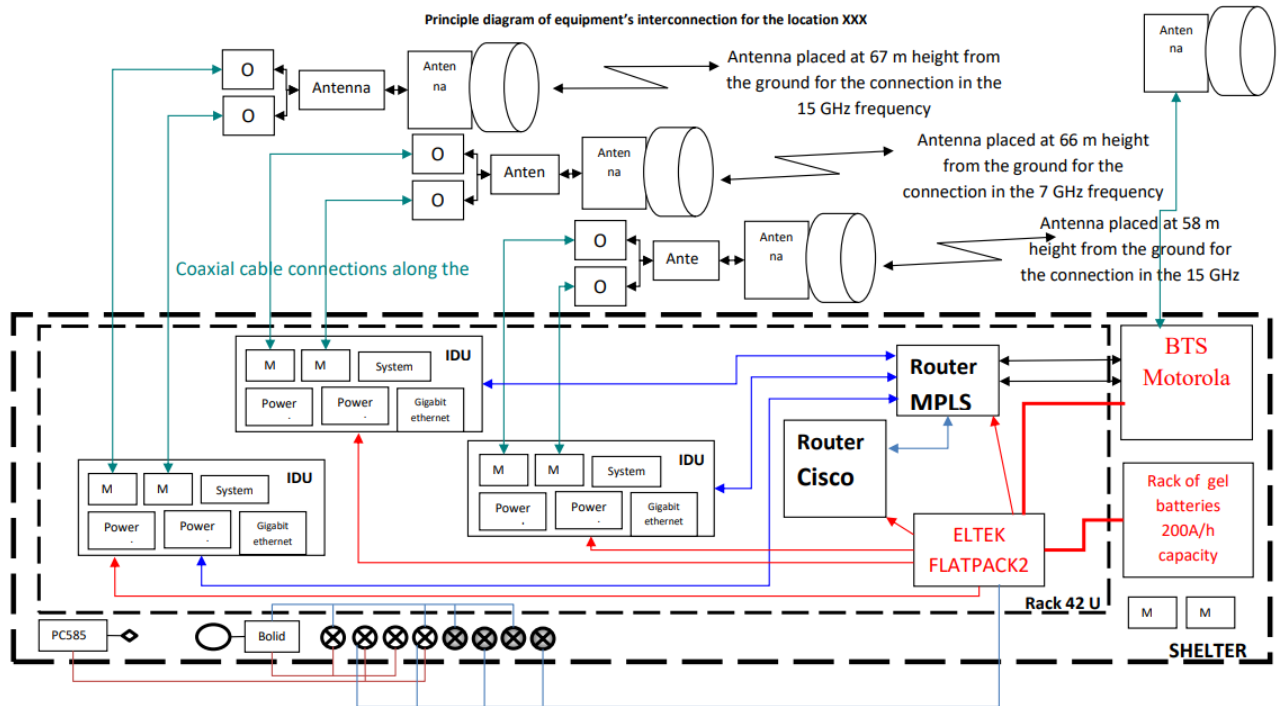 Principle diagram of equipment’s interconnection for the location XXX
O
O
Antenna
Anten
na
Antenna placed at 67 m height from
the ground for the connection in the
15 GHz frequency
Anten
na
O
O
Anten
Anten
na
Antenna placed at 66 m height
from the ground for the
connection in the 7 GHz frequency
O
O
Ante
Anten
na
Antenna placed at 58 m
height from the ground for
the connection in the 15 GHz
Coaxial cable connections along the
IDU
M
M
System
Power
.
Power
.
Gigabit
ethernet
Router
MPLS
BTS
Motorola
Router
Cisco
IDU
M
M
System
Power
.
Power
.
Gigabit
ethernet
IDU
M
M
System
Power
.
Power
.
Gigabit
ethernet
ELTEK
FLATPACK2
Rack of gel
batteries
200A/h
capacity
Rack 42 U
M
M
PC585
Bolid
SHELTER